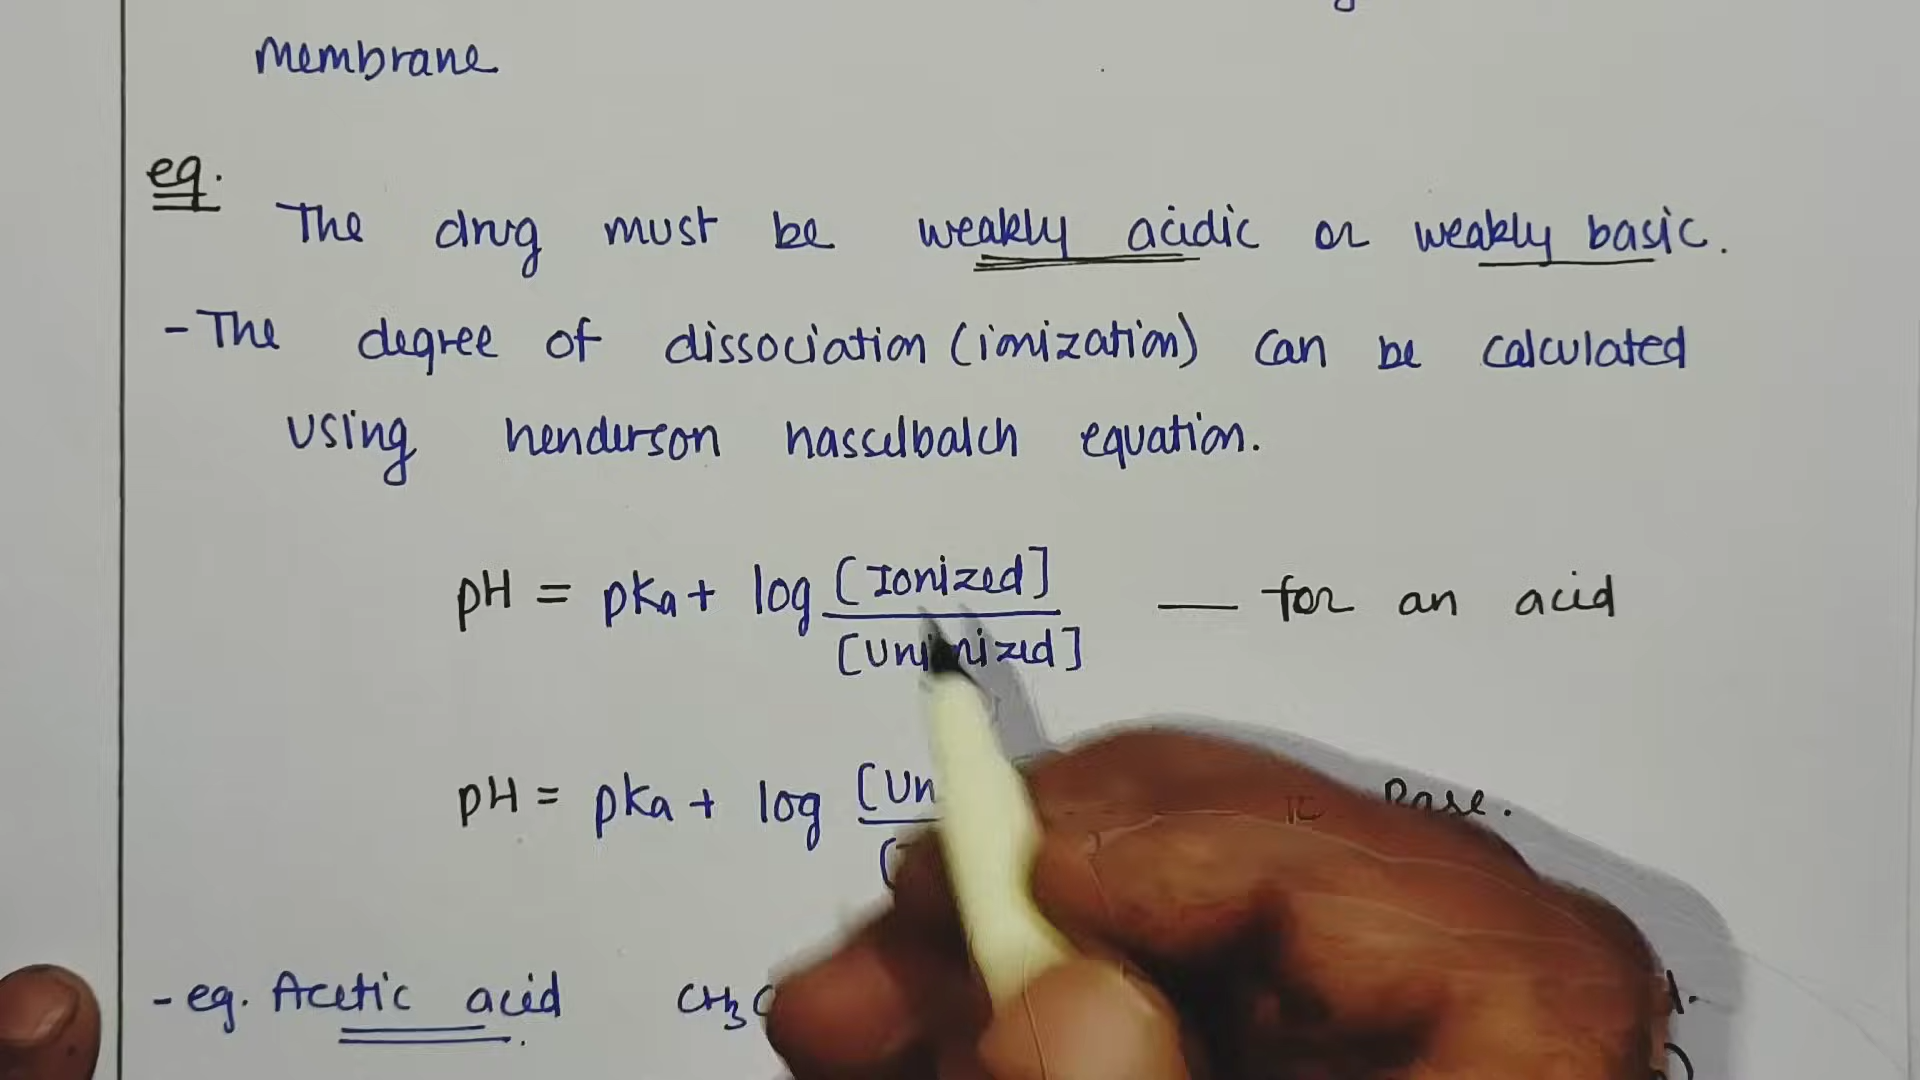 membrane
eg.
The drug must be weakly acidic or weakly basic.
- The degree of dissociation (ionization) can be calculated
using henderson hasselbalch equation.
pH = pKa + log [Ionized] / [Unionized] — for an acid
pH = pKa + log [Un Base.
- eg. Acetic acid CH3C